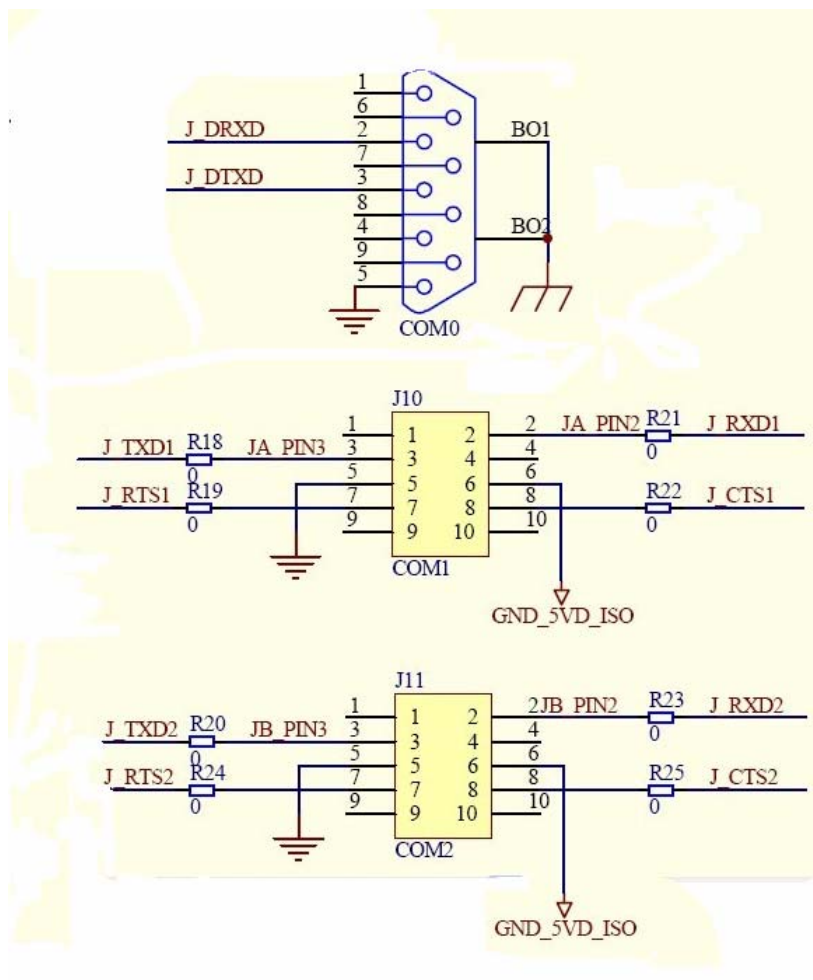 1
6
J_DRXD 2 BO1
7
J_DTXD 3
8
4 BO2
9
5
COM0
J10
1 1 2 2 JA_PIN2 R21 J_RXD1
0
J_TXD1 R18 JA_PIN3 3 3 4 4
0
5 5 6 6
J_RTS1 R19 7 7 8 8 R22 J_CTS1
0 0
9 9 10 10
COM1
GND_5VD_ISO
J11
1 1 2 2 JB_PIN2 R23 J_RXD2
0
J_TXD2 R20 JB_PIN3 3 3 4 4
0
5 5 6 6
J_RTS2 R24 7 7 8 8 R25 J_CTS2
0 0
9 9 10 10
COM2
GND_5VD_ISO